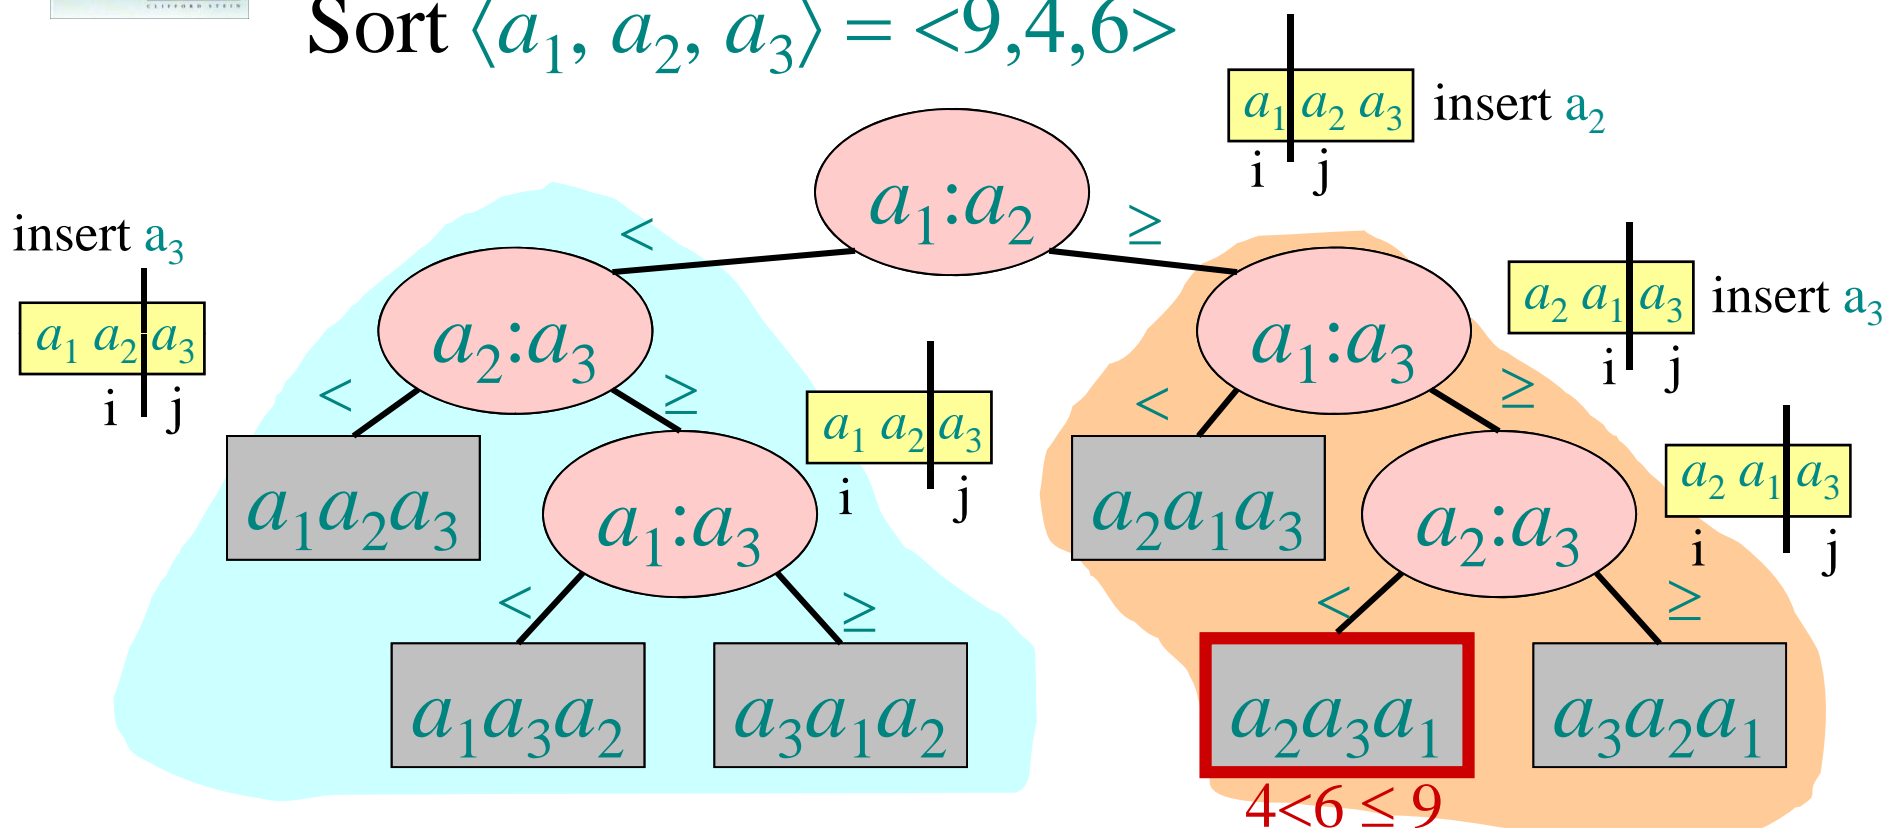 CLIFFORD STEIN
Sort ⟨a₁, a₂, a₃⟩ = <9,4,6>
a₁ a₂ a₃ insert a₂
i j
a₁:a₂
< ≥
insert a₃
a₁ a₂ a₃
i j
a₂:a₃
a₁:a₃
a₂ a₁ a₃ insert a₃
i j
< ≥
< ≥
a₁ a₂ a₃
i j
a₂ a₁ a₃
i j
a₁a₂a₃
a₁:a₃
a₂a₁a₃
a₂:a₃
< ≥
< ≥
a₁a₃a₂
a₃a₁a₂
a₂a₃a₁
a₃a₂a₁
4<6 ≤ 9